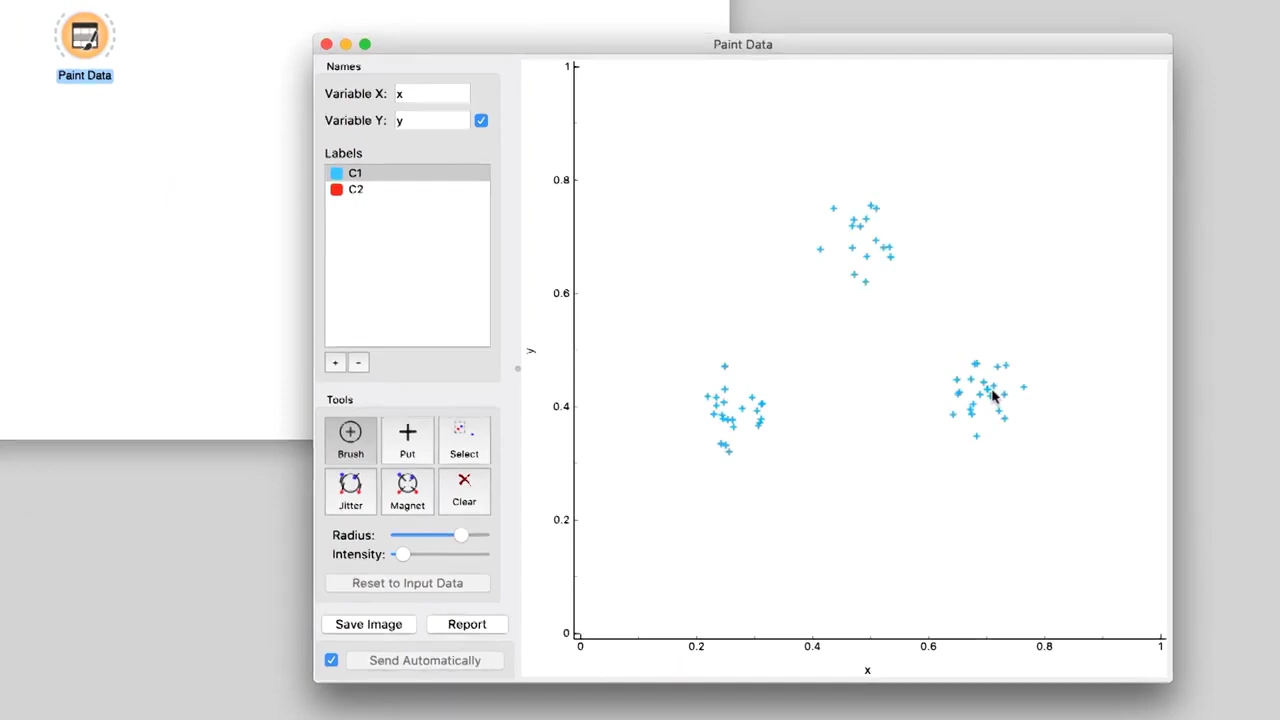 Paint Data
Paint Data
Names
Variable X: x
Variable Y: y
Labels
C1
C2
+ -
Tools
Brush Put Select
Jitter Magnet Clear
Radius:
Intensity:
Reset to Input Data
Save Image Report
Send Automatically
1
0.8
0.6
y
0.4
0.2
0
0 0.2 0.4 0.6 0.8 1
x